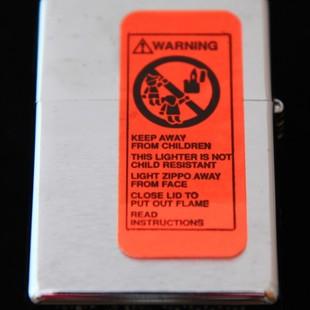 WARNING
KEEP AWAY
FROM CHILDREN
THIS LIGHTER IS NOT
CHILD RESISTANT
LIGHT ZIPPO AWAY
FROM FACE
CLOSE LID TO
PUT OUT FLAME
READ
INSTRUCTIONS